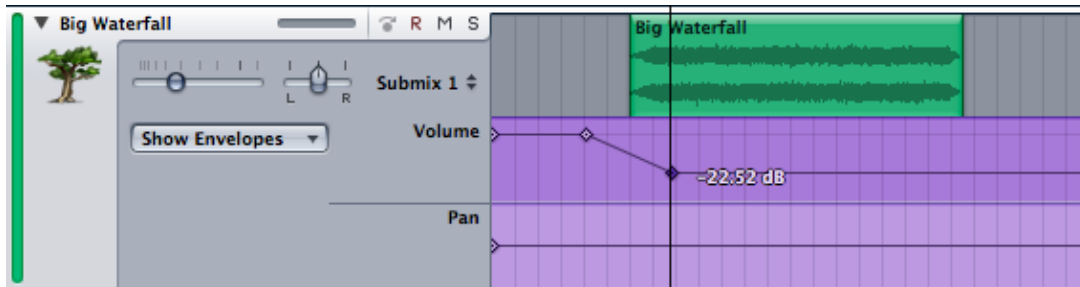 Big Waterfall
R M S
Big Waterfall
L R
Submix 1
Show Envelopes
Volume
-22.52 dB
Pan